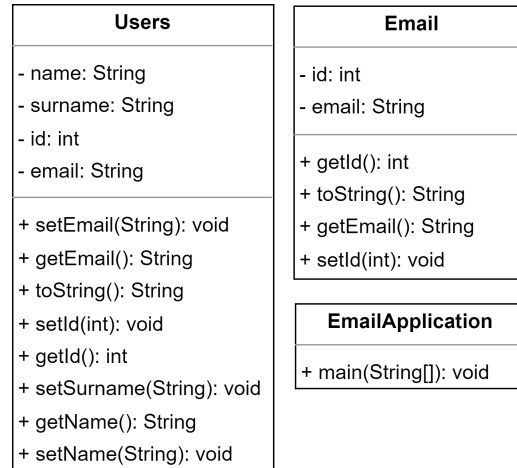 Users
- name: String
- surname: String
- id: int
- email: String
+ setEmail(String): void
+ getEmail(): String
+ toString(): String
+ setId(int): void
+ getId(): int
+ setSurname(String): void
+ getName(): String
+ setName(String): void
Email
- id: int
- email: String
+ getId(): int
+ toString(): String
+ getEmail(): String
+ setId(int): void
EmailApplication
+ main(String[]): void